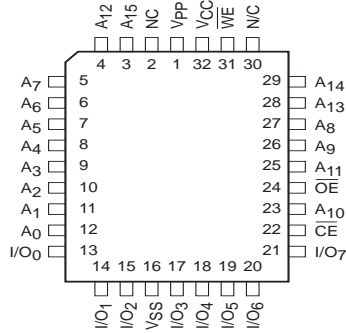 A12 A15 NC VPP VCC WE N/C
4 3 2 1 32 31 30
A7 5 29 A14
A6 6 28 A13
A5 7 27 A8
A4 8 26 A9
A3 9 25 A11
A2 10 24 OE
A1 11 23 A10
A0 12 22 CE
I/O0 13 21 I/O7
14 15 16 17 18 19 20
I/O1 I/O2 VSS I/O3 I/O4 I/O5 I/O6